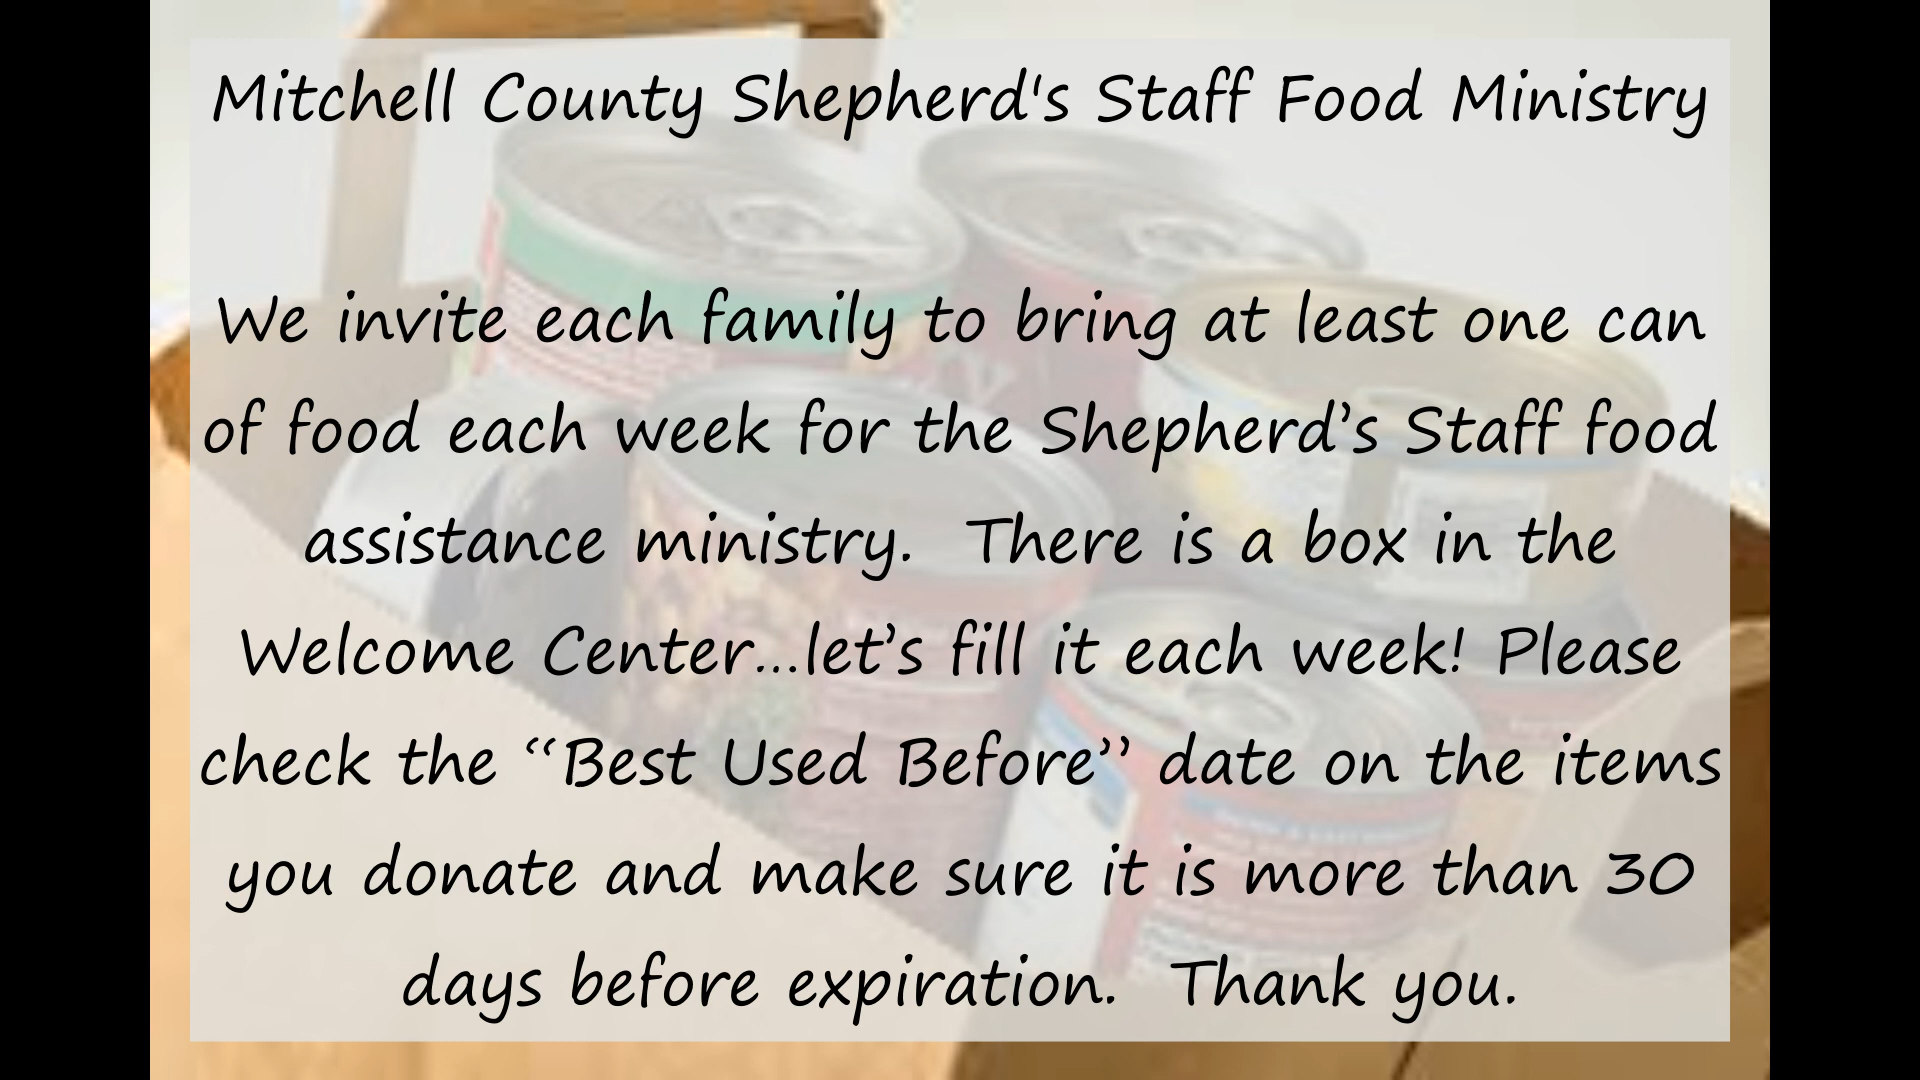 Mitchell County Shepherd's Staff Food Ministry
We invite each family to bring at least one can
of food each week for the Shepherd’s Staff food
assistance ministry.  There is a box in the
Welcome Center...let’s fill it each week! Please
check the “Best Used Before” date on the items
you donate and make sure it is more than 30
days before expiration.  Thank you.